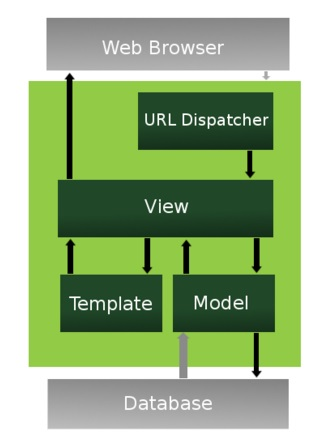 Web Browser
URL Dispatcher
View
Template
Model
Database